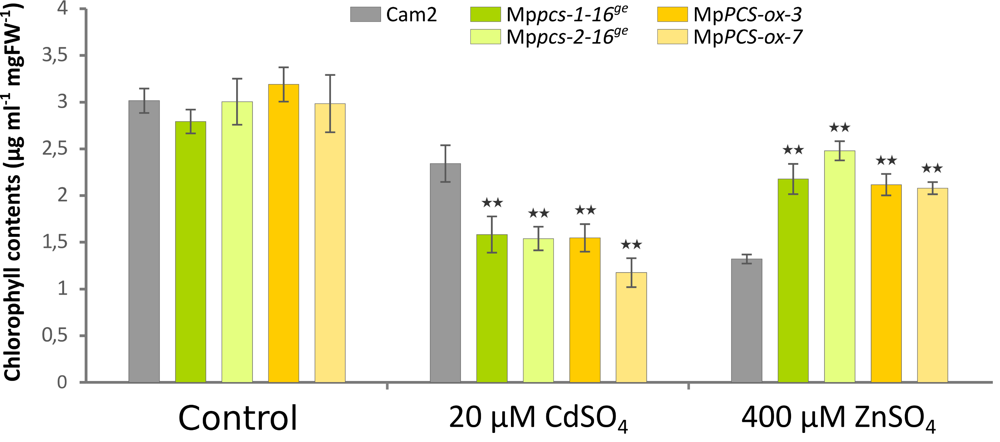 Chlorophyll contents (µg ml⁻¹ mgFW⁻¹)
4
3,5
3
2,5
2
1,5
1
0,5
0
Cam2
Mppcs-1-16ᵍᵉ
Mppcs-2-16ᵍᵉ
MpPCS-ox-3
MpPCS-ox-7
★★
★★
★★
★★
★★
★★
★★
★★
Control
20 µM CdSO₄
400 µM ZnSO₄